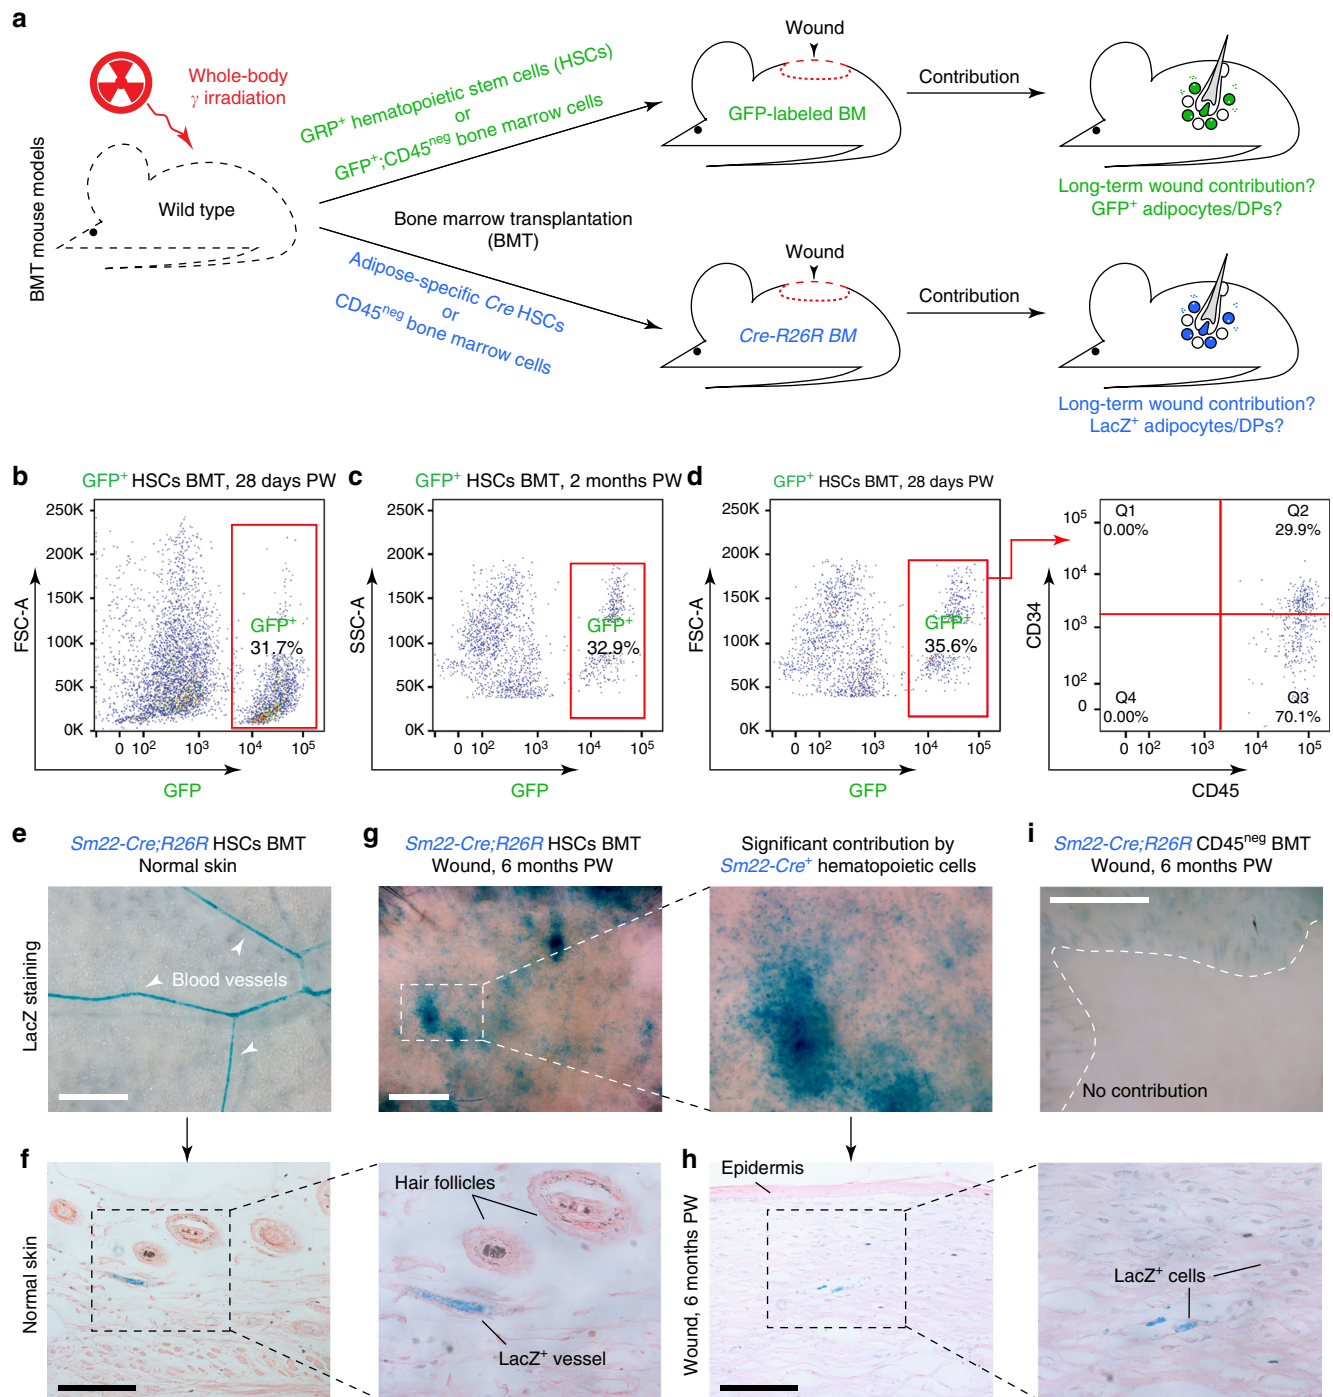 a
BMT mouse models
Whole-body
γ irradiation
Wild type
GRP⁺ hematopoietic stem cells (HSCs)
or
GFP⁺;CD45ⁿᵉᵍ bone marrow cells
Bone marrow transplantation
(BMT)
Adipose-specific Cre HSCs
or
CD45ⁿᵉᵍ bone marrow cells
Wound
GFP-labeled BM
Contribution
Long-term wound contribution?
GFP⁺ adipocytes/DPs?
Wound
Cre-R26R BM
Contribution
Long-term wound contribution?
LacZ⁺ adipocytes/DPs?
b
GFP⁺ HSCs BMT, 28 days PW
250K
200K
150K
100K
50K
0K
FSC-A
GFP⁺
31.7%
0 10² 10³ 10⁴ 10⁵
GFP
c
GFP⁺ HSCs BMT, 2 months PW
250K
200K
150K
100K
50K
0K
SSC-A
GFP⁺
32.9%
0 10² 10³ 10⁴ 10⁵
GFP
d
GFP⁺ HSCs BMT, 28 days PW
250K
200K
150K
100K
50K
0K
FSC-A
GFP⁺
35.6%
0 10² 10³ 10⁴ 10⁵
GFP
10⁵
10⁴
10³
10²
0
CD34
Q1
0.00%
Q2
29.9%
Q4
0.00%
Q3
70.1%
0 10² 10³ 10⁴ 10⁵
CD45
e
Sm22-Cre;R26R HSCs BMT
Normal skin
LacZ staining
Blood vessels
g
Sm22-Cre;R26R HSCs BMT
Wound, 6 months PW
Significant contribution by
Sm22-Cre⁺ hematopoietic cells
i
Sm22-Cre;R26R CD45ⁿᵉᵍ BMT
Wound, 6 months PW
No contribution
f
Normal skin
Hair follicles
LacZ⁺ vessel
h
Wound, 6 months PW
Epidermis
LacZ⁺ cells